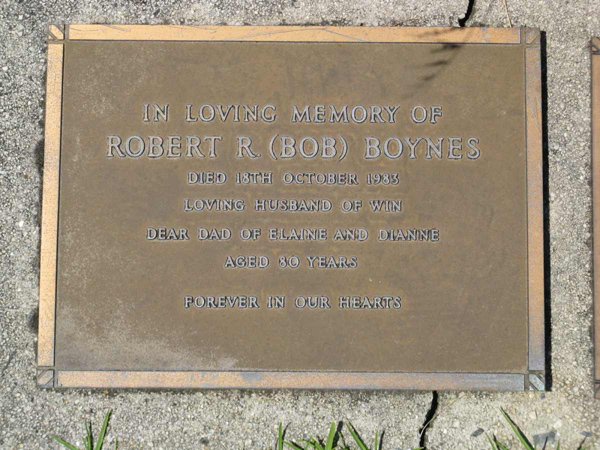 IN LOVING MEMORY OF
ROBERT R. (BOB) BOYNES
DIED 18TH OCTOBER 1983
LOVING HUSBAND OF WIN
DEAR DAD OF ELAINE AND DIANNE
AGED 80 YEARS
FOREVER IN OUR HEARTS